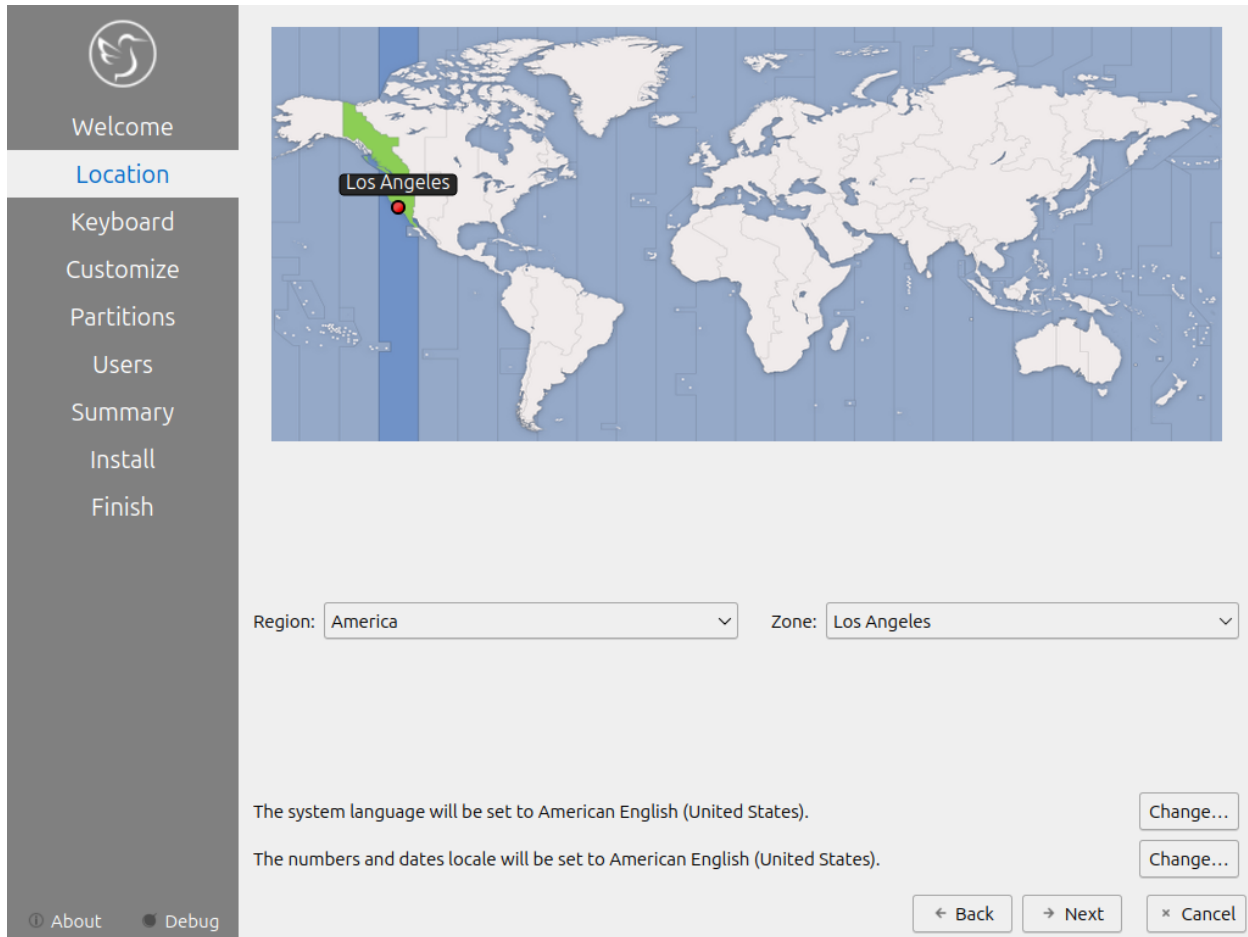 Welcome
Location
Keyboard
Customize
Partitions
Users
Summary
Install
Finish
About Debug
Los Angeles
Region: America Zone: Los Angeles
The system language will be set to American English (United States). Change...
The numbers and dates locale will be set to American English (United States). Change...
Back Next Cancel